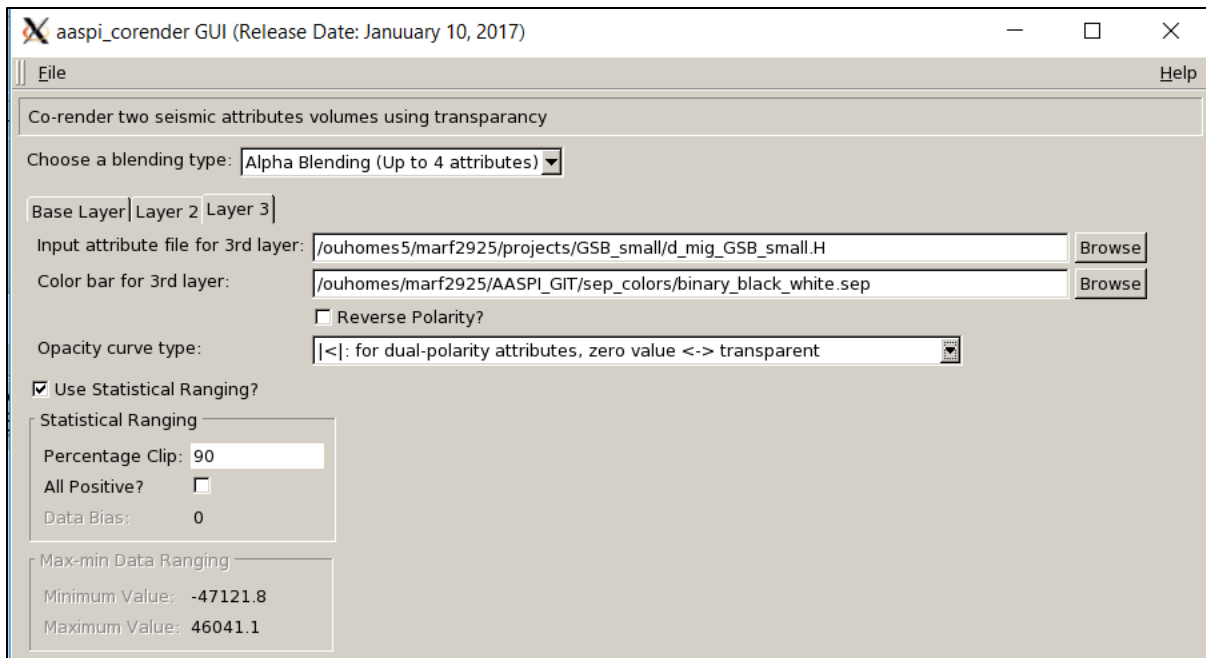 aaspi_corender GUI (Release Date: Januuary 10, 2017)
File Help
Co-render two seismic attributes volumes using transparancy
Choose a blending type: Alpha Blending (Up to 4 attributes)
Base Layer Layer 2 Layer 3
Input attribute file for 3rd layer: /ouhomes5/marf2925/projects/GSB_small/d_mig_GSB_small.H Browse
Color bar for 3rd layer: /ouhomes/marf2925/AASPI_GIT/sep_colors/binary_black_white.sep Browse
Reverse Polarity?
Opacity curve type: |<|: for dual-polarity attributes, zero value <-> transparent
Use Statistical Ranging?
Statistical Ranging
Percentage Clip: 90
All Positive?
Data Bias: 0
Max-min Data Ranging
Minimum Value: -47121.8
Maximum Value: 46041.1